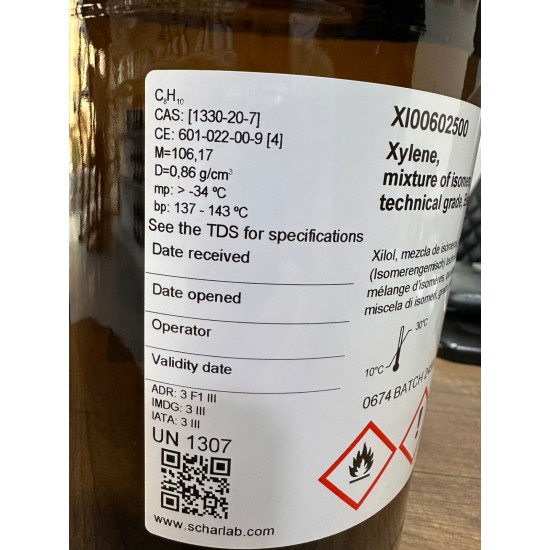 C₈H₁₀
CAS: [1330-20-7]
CE: 601-022-00-9 [4]
M=106,17
D=0,86 g/cm³
mp: > -34 ºC
bp: 137 - 143 ºC
See the TDS for specifications
Date received
Date opened
Operator
Validity date
ADR: 3 F1 III
IMDG: 3 III
IATA: 3 III
UN 1307
www.scharlab.com
XI00602500
Xylene,
mixture of
technical grade,
Xilol, mezcla de
(Isomerengemisch)
mélange d'isomères,
miscela di isomeri,
30ºC
10ºC
0674 BATCH